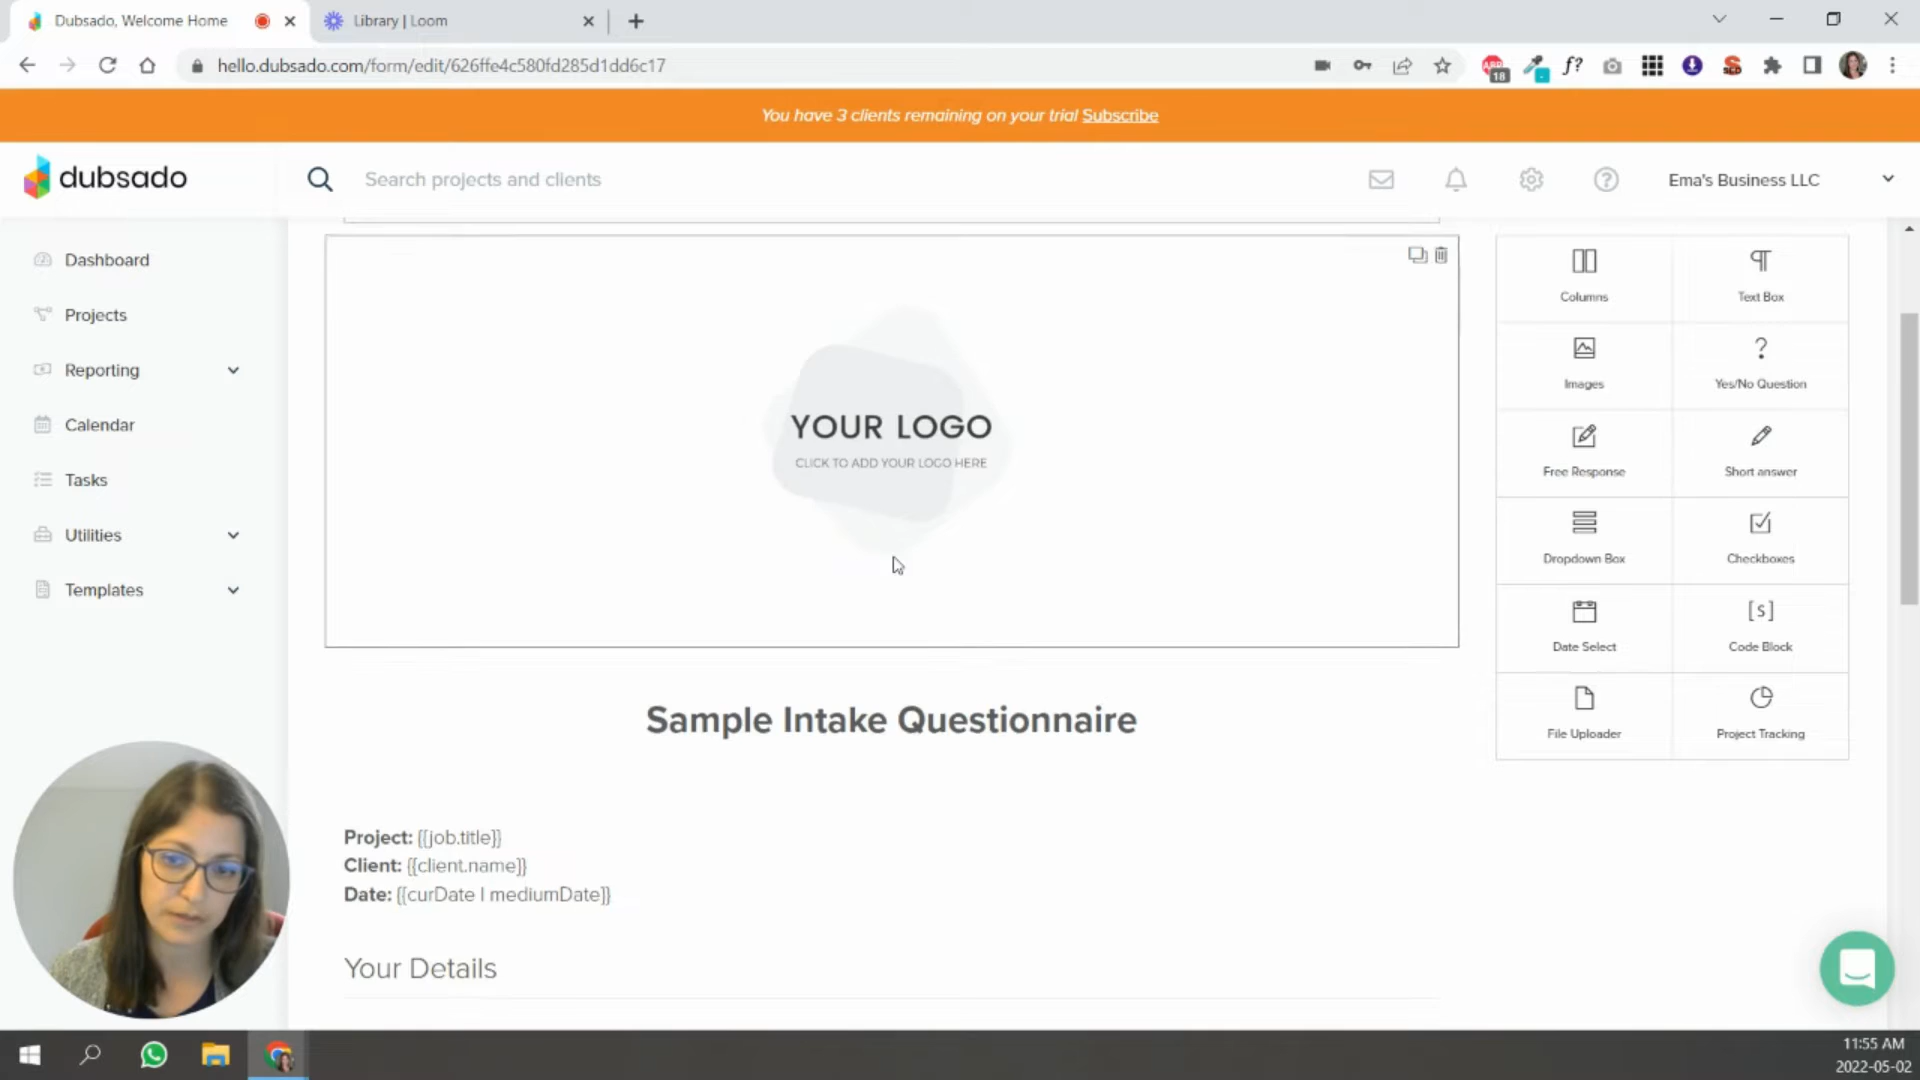 Dubsado, Welcome Home
Library | Loom
hello.dubsado.com/form/edit/626ffe4c580fd285d1dd6c17
18
f?
You have 3 clients remaining on your trial Subscribe
dubsado
Search projects and clients
Ema's Business LLC
Dashboard
Projects
Reporting
Calendar
Tasks
Utilities
Templates
YOUR LOGO
CLICK TO ADD YOUR LOGO HERE
Sample Intake Questionnaire
Project: {{job.title}}
Client: {{client.name}}
Date: {{curDate | mediumDate}}
Your Details
Columns
Text Box
Images
Yes/No Question
Free Response
Short answer
Dropdown Box
Checkboxes
Date Select
[s]
Code Block
File Uploader
Project Tracking
11:55 AM
2022-05-02